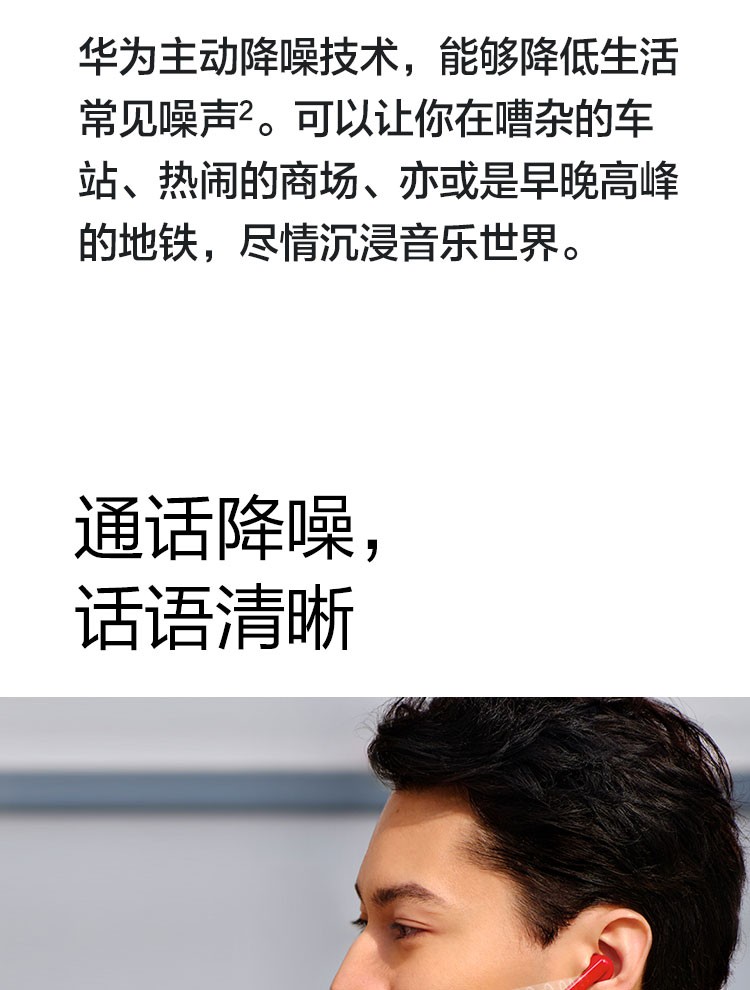 华为主动降噪技术，能够降低生活
常见噪声²。可以让你在嘈杂的车
站、热闹的商场、亦或是早晚高峰
的地铁，尽情沉浸音乐世界。
通话降噪，
话语清晰